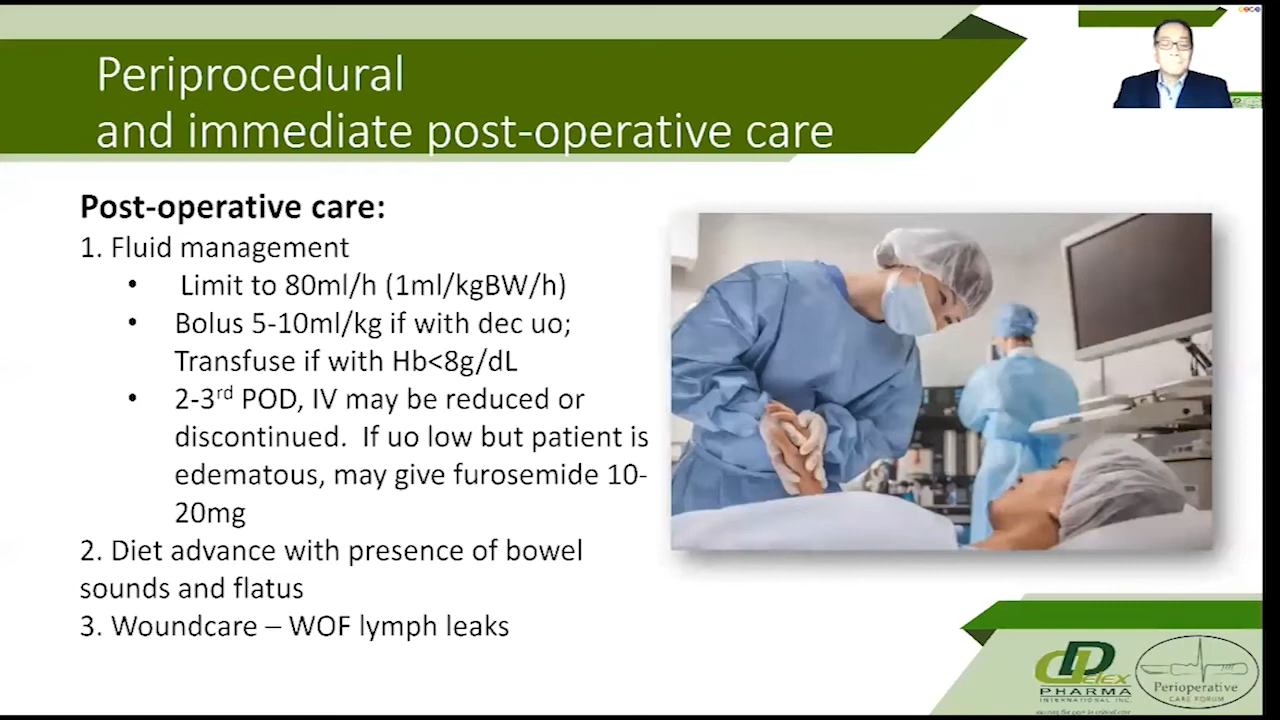 Periprocedural
and immediate post-operative care
Post-operative care:
1. Fluid management
• Limit to 80ml/h (1ml/kgBW/h)
• Bolus 5-10ml/kg if with dec uo;
Transfuse if with Hb<8g/dL
• 2-3rd POD, IV may be reduced or
discontinued. If uo low but patient is
edematous, may give furosemide 10-
20mg
2. Diet advance with presence of bowel
sounds and flatus
3. Woundcare – WOF lymph leaks
PHARMA
INTERNATIONAL INC.
Perioperative
CARE FORUM